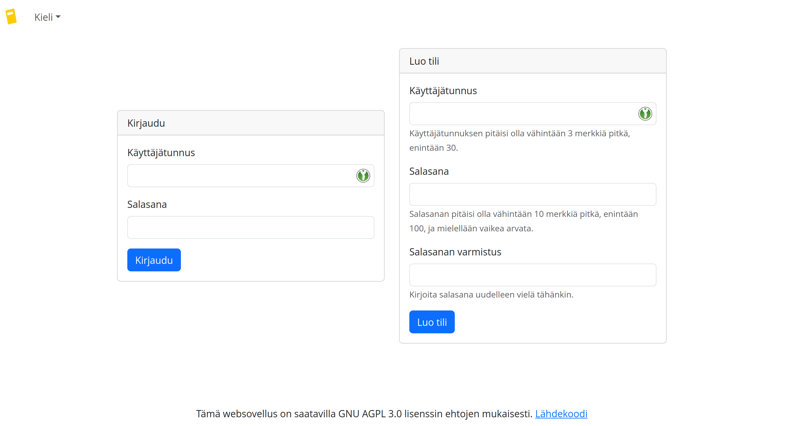 Kieli
Kirjaudu
Käyttäjätunnus
Salasana
Kirjaudu
Luo tili
Käyttäjätunnus
Käyttäjätunnuksen pitäisi olla vähintään 3 merkkiä pitkä,
enintään 30.
Salasana
Salasanan pitäisi olla vähintään 10 merkkiä pitkä, enintään
100, ja mielellään vaikea arvata.
Salasanan varmistus
Kirjoita salasana uudelleen vielä tähänkin.
Luo tili
Tämä websovellus on saatavilla GNU AGPL 3.0 lisenssin ehtojen mukaisesti. Lähdekoodi